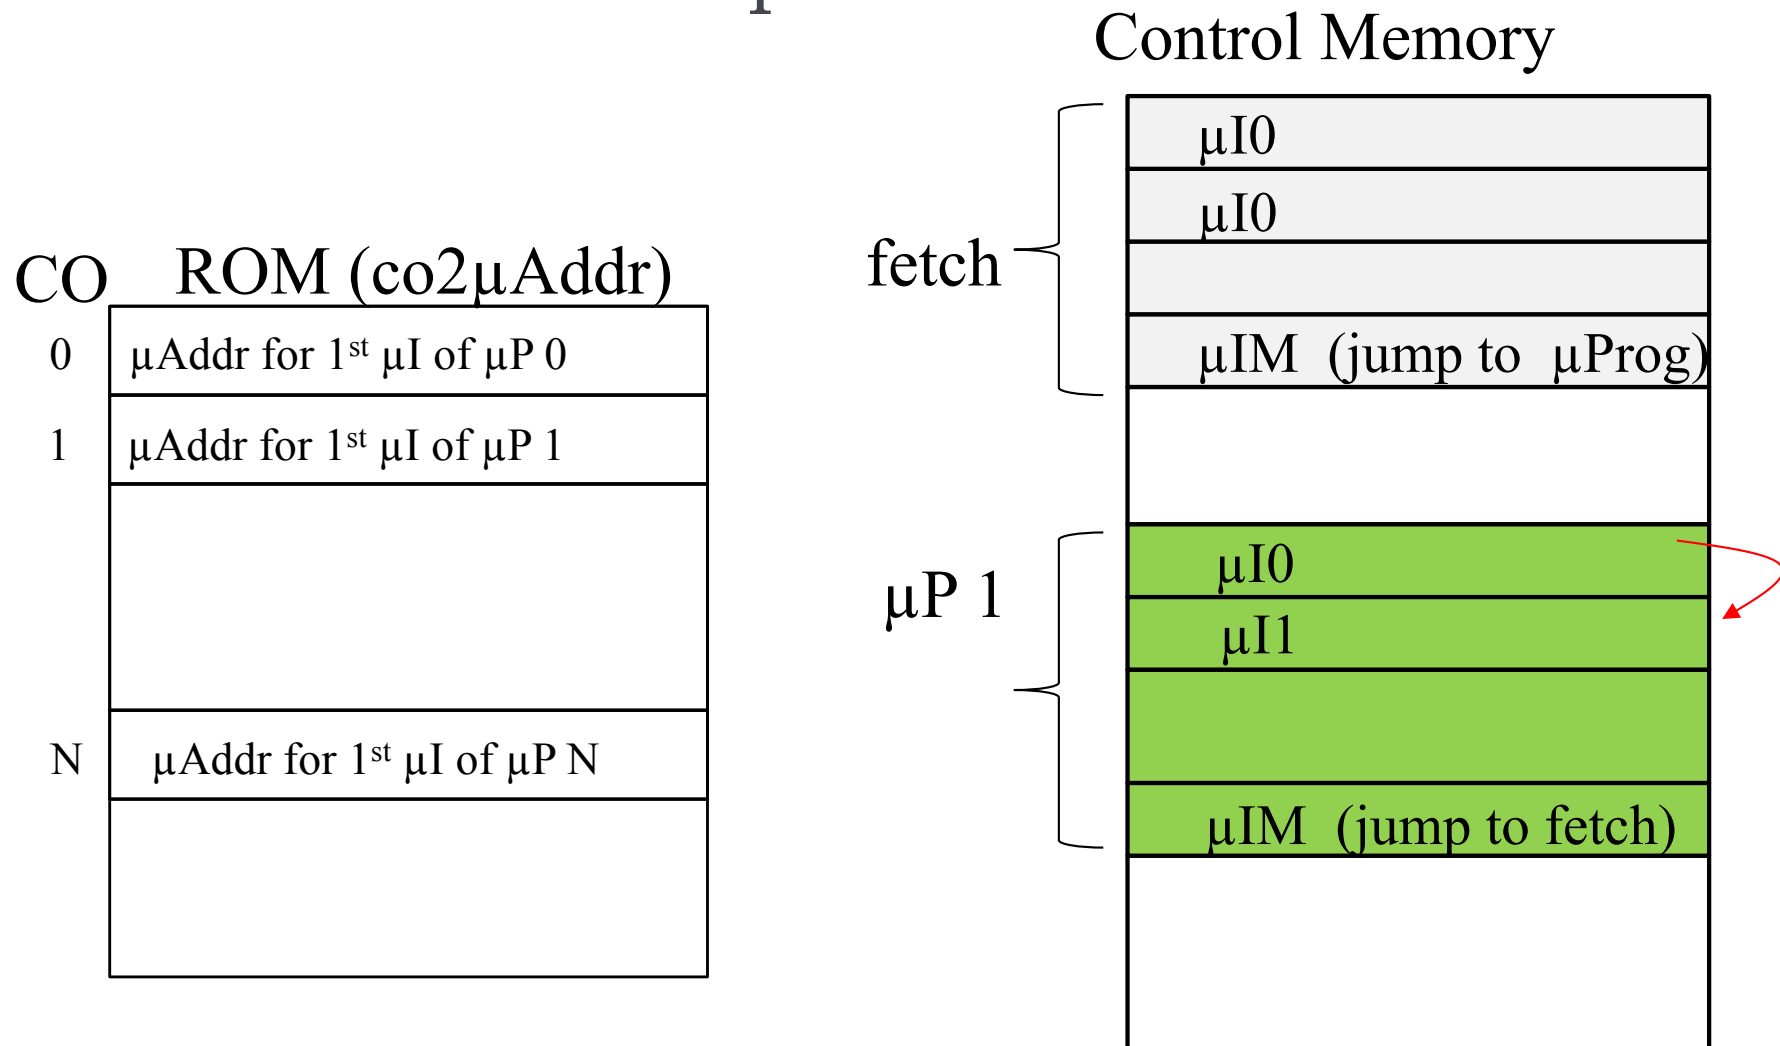 Control Memory
µI0
µI0
fetch
µIM (jump to µProg)
CO ROM (co2µAddr)
0 µAddr for 1st µI of µP 0
1 µAddr for 1st µI of µP 1
N µAddr for 1st µI of µP N
µP 1
µI0
µI1
µIM (jump to fetch)